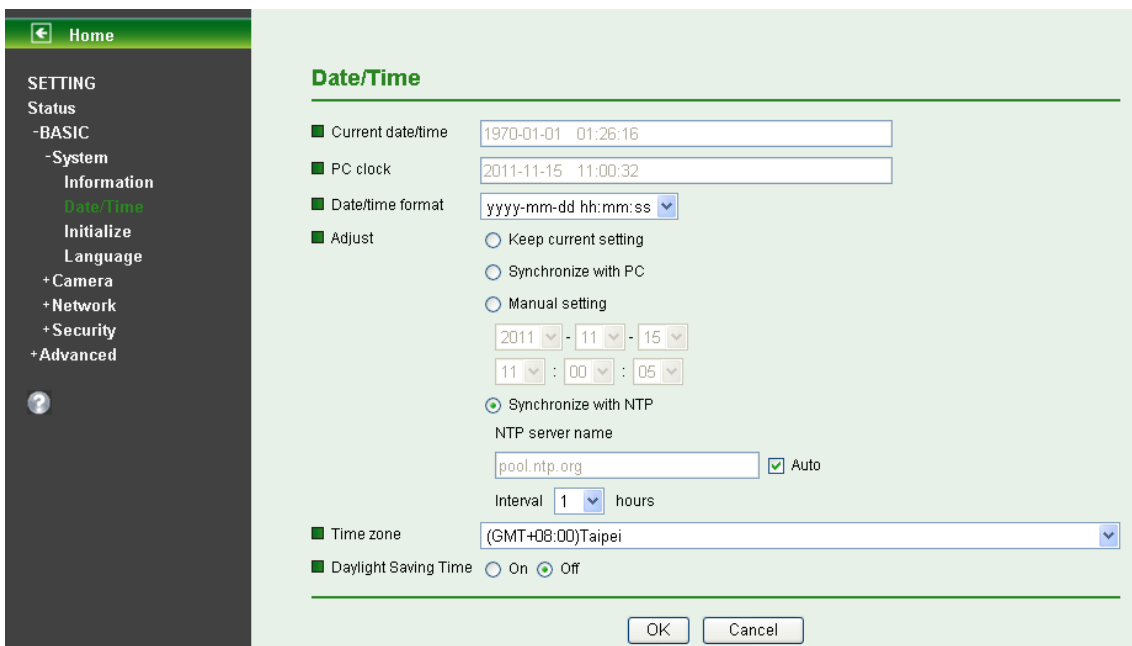 Home
SETTING
Status
-BASIC
-System
Information
Date/Time
Initialize
Language
+Camera
+Network
+Security
+Advanced
?
Date/Time
Current date/time 1970-01-01 01:26:16
PC clock 2011-11-15 11:00:32
Date/time format yyyy-mm-dd hh:mm:ss
Adjust Keep current setting
Synchronize with PC
Manual setting
2011 - 11 - 15
11 : 00 : 05
Synchronize with NTP
NTP server name
pool.ntp.org Auto
Interval 1 hours
Time zone (GMT+08:00)Taipei
Daylight Saving Time On Off
OK Cancel